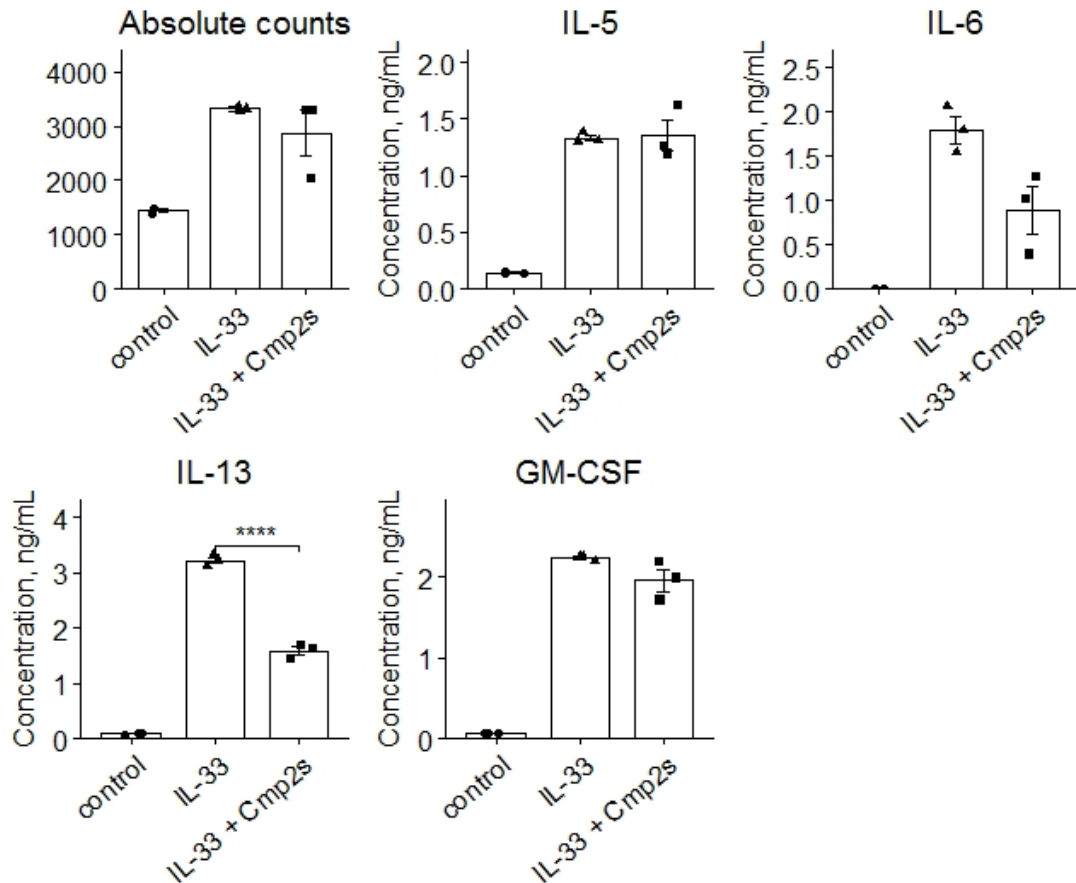 Absolute counts
4000
3000
2000
1000
0
control
IL-33
IL-33 + Cmp2s
IL-5
Concentration, ng/mL
2.0
1.5
1.0
0.5
0.0
control
IL-33
IL-33 + Cmp2s
IL-6
Concentration, ng/mL
2.5
2.0
1.5
1.0
0.5
0.0
control
IL-33
IL-33 + Cmp2s
IL-13
Concentration, ng/mL
4
3
2
1
0
****
control
IL-33
IL-33 + Cmp2s
GM-CSF
Concentration, ng/mL
2
1
0
control
IL-33
IL-33 + Cmp2s